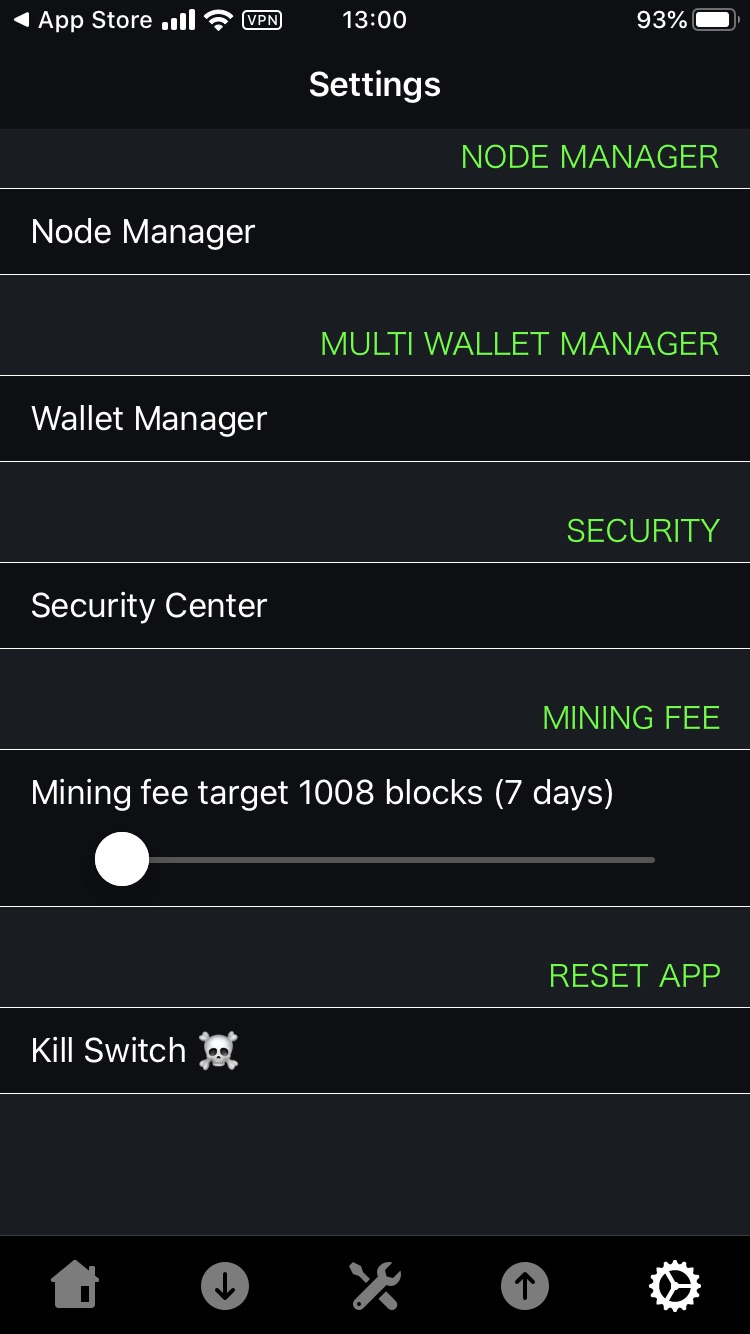 App Store VPN 13:00 93%
Settings
NODE MANAGER
Node Manager
MULTI WALLET MANAGER
Wallet Manager
SECURITY
Security Center
MINING FEE
Mining fee target 1008 blocks (7 days)
RESET APP
Kill Switch ☠️